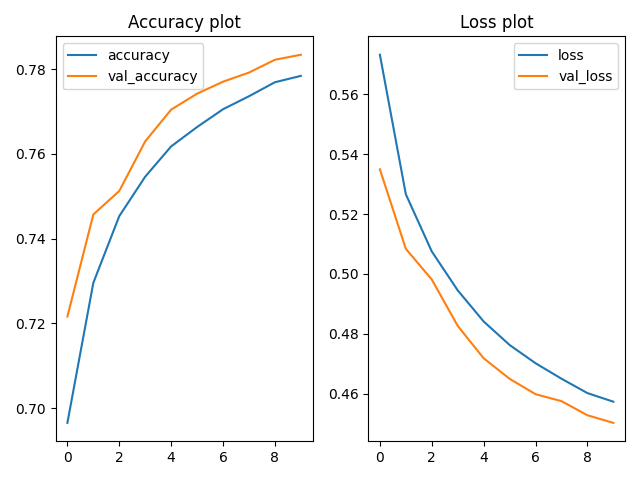 Accuracy plot
accuracy
val_accuracy
0.78
0.76
0.74
0.72
0.70
0 2 4 6 8
Loss plot
loss
val_loss
0.56
0.54
0.52
0.50
0.48
0.46
0 2 4 6 8